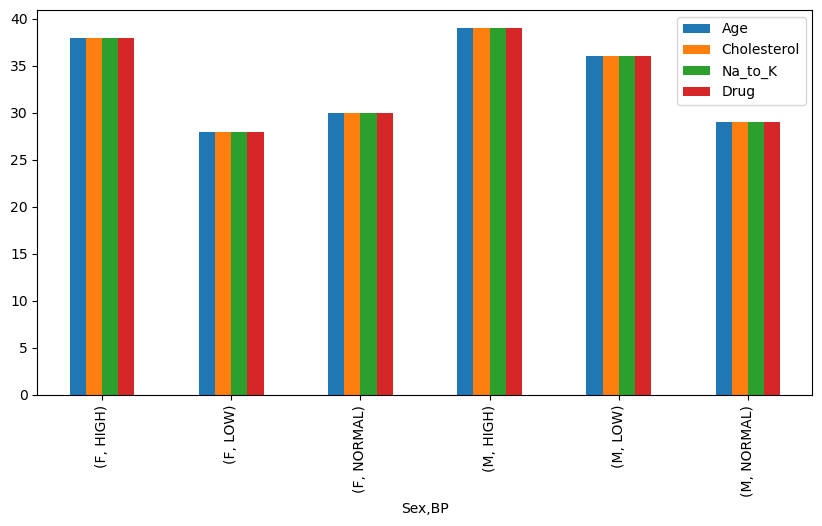 40
35
30
25
20
15
10
5
0
Age
Cholesterol
Na_to_K
Drug
(F, HIGH)
(F, LOW)
(F, NORMAL)
(M, HIGH)
(M, LOW)
(M, NORMAL)
Sex,BP